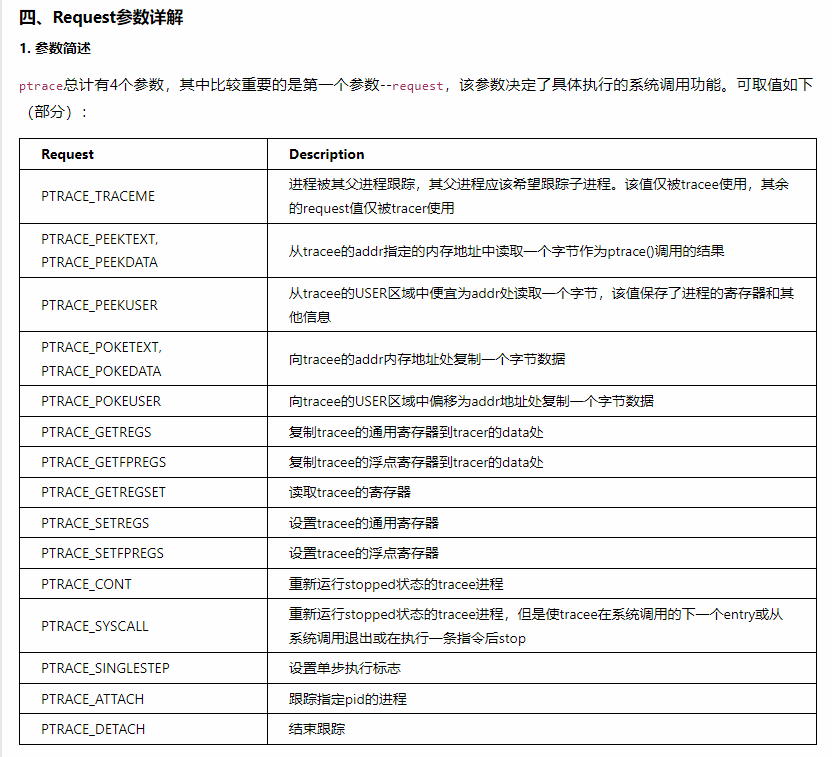 四、Request参数详解
1. 参数简述
ptrace总计有4个参数，其中比较重要的是第一个参数--request，该参数决定了具体执行的系统调用功能。可取值如下
（部分）：
Request Description
PTRACE_TRACEME
进程被其父进程跟踪，其父进程应该希望跟踪子进程。该值仅被tracee使用，其余
的request值仅被tracer使用
PTRACE_PEEKTEXT,
PTRACE_PEEKDATA
从tracee的addr指定的内存地址中读取一个字节作为ptrace()调用的结果
PTRACE_PEEKUSER
从tracee的USER区域中便宜为addr处读取一个字节，该值保存了进程的寄存器和其
他信息
PTRACE_POKETEXT,
PTRACE_POKEDATA
向tracee的addr内存地址处复制一个字节数据
PTRACE_POKEUSER 向tracee的USER区域中偏移为addr地址处复制一个字节数据
PTRACE_GETREGS 复制tracee的通用寄存器到tracer的data处
PTRACE_GETFPREGS 复制tracee的浮点寄存器到tracer的data处
PTRACE_GETREGSET 读取tracee的寄存器
PTRACE_SETREGS 设置tracee的通用寄存器
PTRACE_SETFPREGS 设置tracee的浮点寄存器
PTRACE_CONT 重新运行stopped状态的tracee进程
PTRACE_SYSCALL
重新运行stopped状态的tracee进程，但是使tracee在系统调用的下一个entry或从
系统调用退出或在执行一条指令后stop
PTRACE_SINGLESTEP 设置单步执行标志
PTRACE_ATTACH 跟踪指定pid的进程
PTRACE_DETACH 结束跟踪